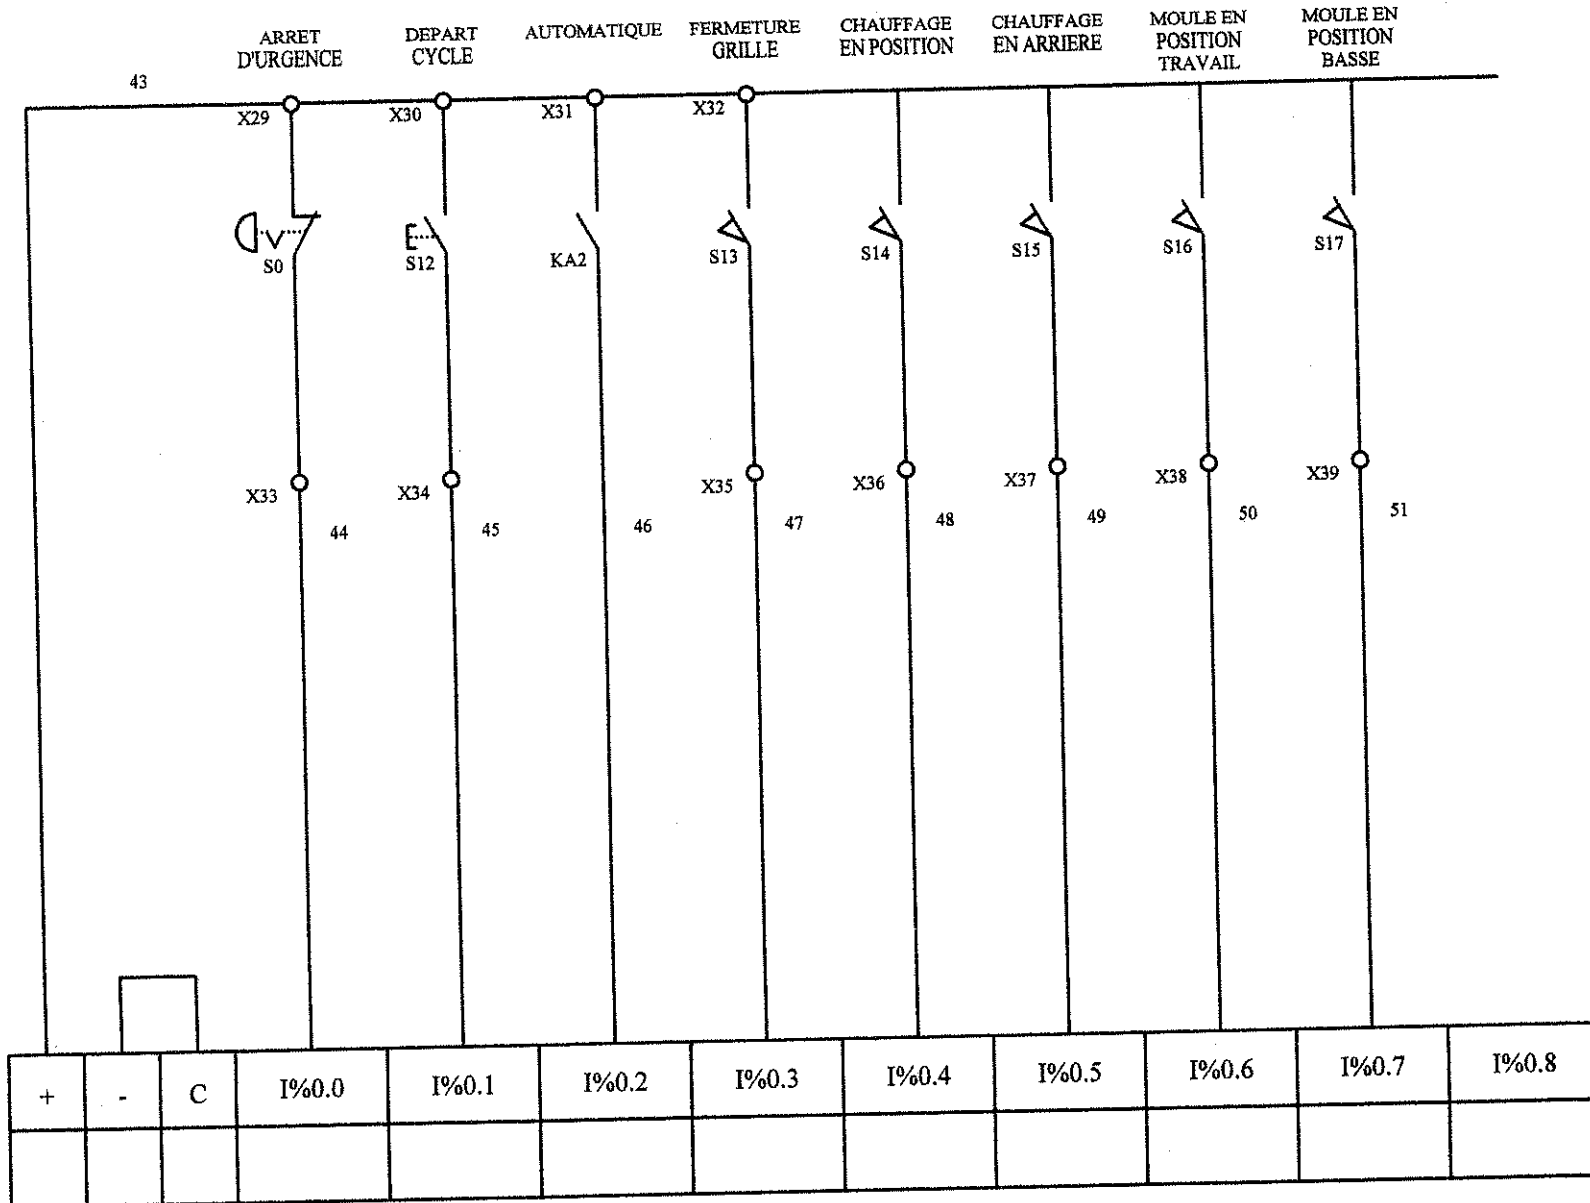 ARRET
D'URGENCE
DEPART
CYCLE
AUTOMATIQUE
FERMETURE
GRILLE
CHAUFFAGE
EN POSITION
CHAUFFAGE
EN ARRIERE
MOULE EN
POSITION
TRAVAIL
MOULE EN
POSITION
BASSE
43
X29
X30
X31
X32
S0
S12
KA2
S13
S14
S15
S16
S17
X33
X34
X35
X36
X37
X38
X39
44
45
46
47
48
49
50
51
+
-
C
I%0.0
I%0.1
I%0.2
I%0.3
I%0.4
I%0.5
I%0.6
I%0.7
I%0.8